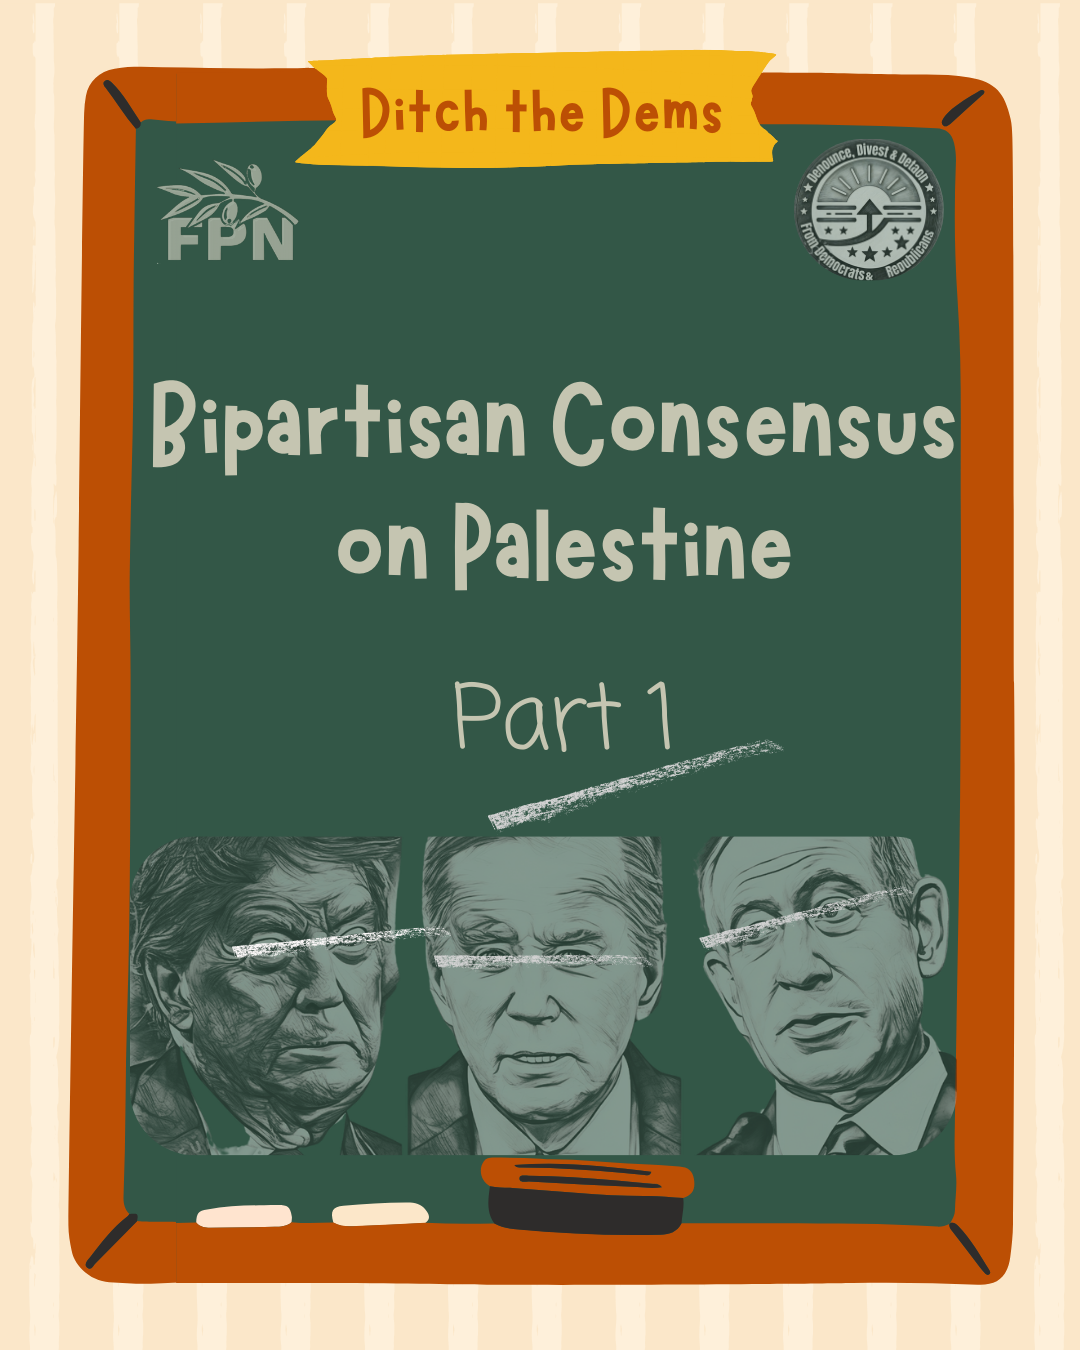 Ditch the Dems
FPN
Denounce, Divest & Detach
From Democrats & Republicans
Bipartisan Consensus
on Palestine
Part 1